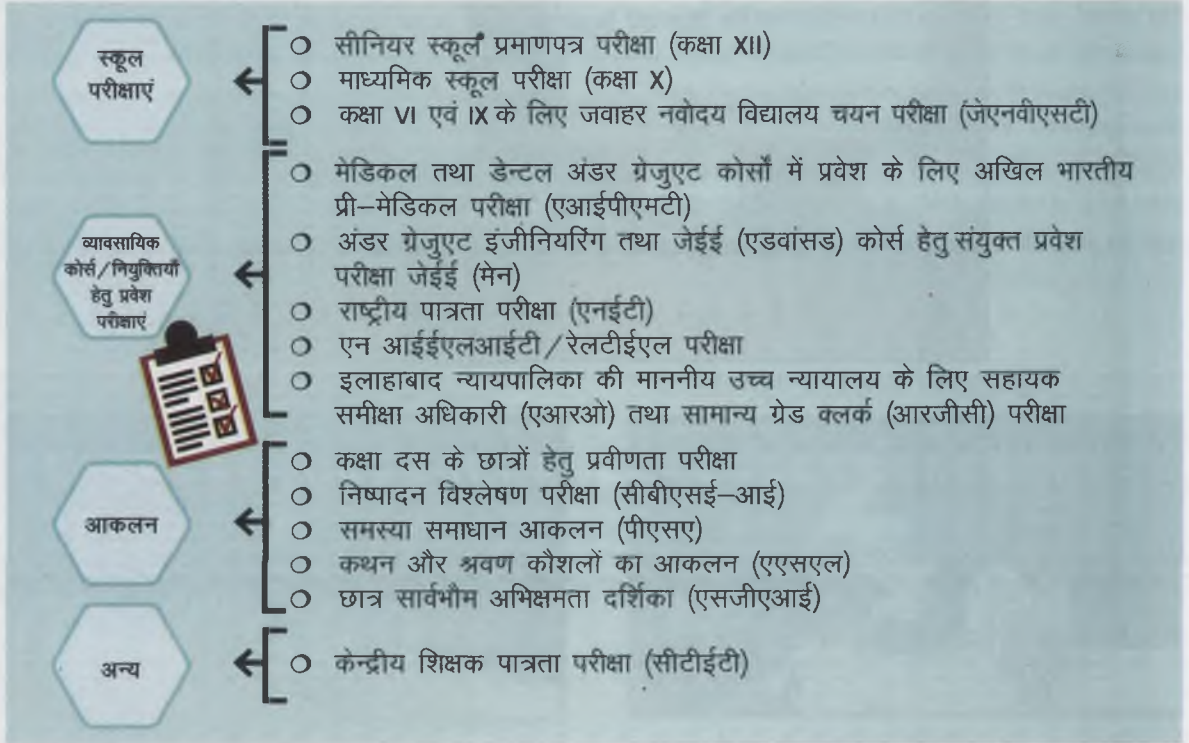 स्कूल
परीक्षाएं
सीनियर स्कूल प्रमाणपत्र परीक्षा (कक्षा XII)
माध्यमिक स्कूल परीक्षा (कक्षा X)
कक्षा VI एवं IX के लिए जवाहर नवोदय विद्यालय चयन परीक्षा (जेएनवीएसटी)
व्यावसायिक
कोर्स/नियुक्तियों
हेतु प्रवेश
परीक्षाएं
मेडिकल तथा डेन्टल अंडर ग्रेजुएट कोर्सों में प्रवेश के लिए अखिल भारतीय
प्री–मेडिकल परीक्षा (एआईपीएमटी)
अंडर ग्रेजुएट इंजीनियरिंग तथा जेईई (एडवांसड) कोर्स हेतु संयुक्त प्रवेश
परीक्षा जेईई (मेन)
राष्ट्रीय पात्रता परीक्षा (एनईटी)
एन आईईएलआईटी/रेलटीईएल परीक्षा
इलाहाबाद न्यायपालिका की माननीय उच्च न्यायालय के लिए सहायक
समीक्षा अधिकारी (एआरओ) तथा सामान्य ग्रेड क्लर्क (आरजीसी) परीक्षा
आकलन
कक्षा दस के छात्रों हेतु प्रवीणता परीक्षा
निष्पादन विश्लेषण परीक्षा (सीबीएसई–आई)
समस्या समाधान आकलन (पीएसए)
कथन और श्रवण कौशलों का आकलन (एएसएल)
छात्र सार्वभौम अभिक्षमता दर्शिका (एसजीएआई)
अन्य
केन्द्रीय शिक्षक पात्रता परीक्षा (सीटीईटी)